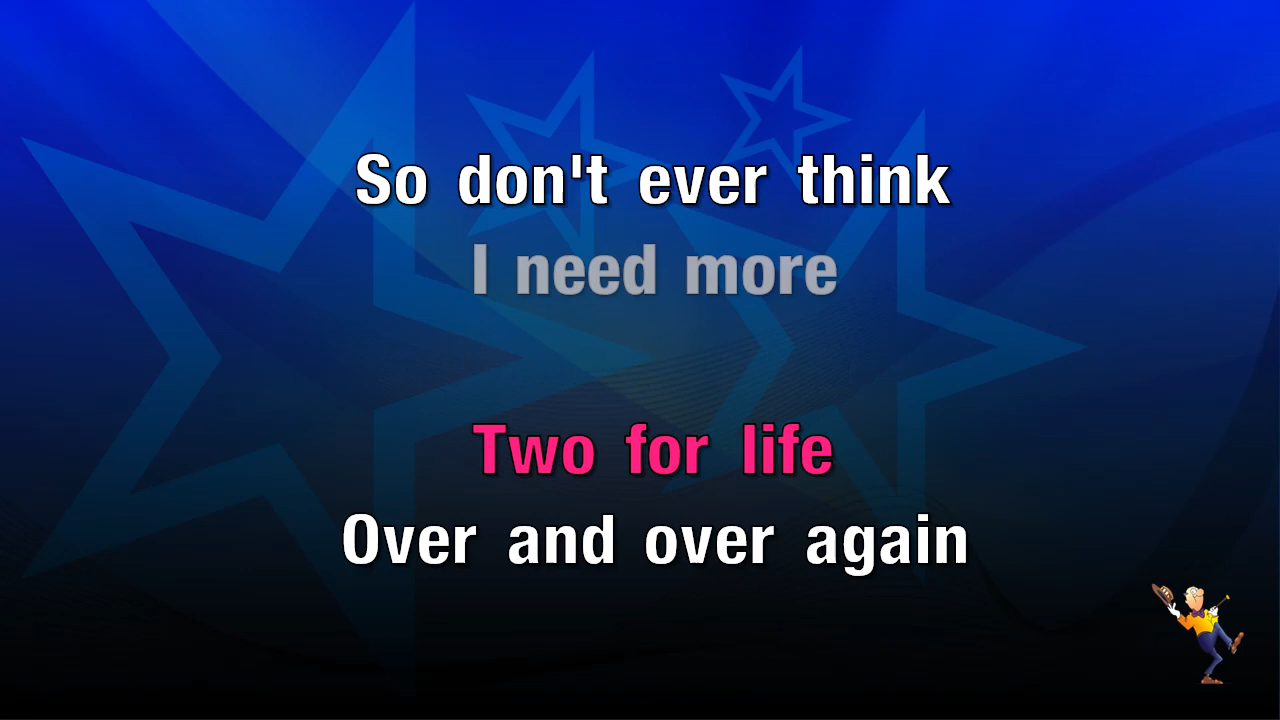 So don't ever think
I need more
Two for life
Over and over again